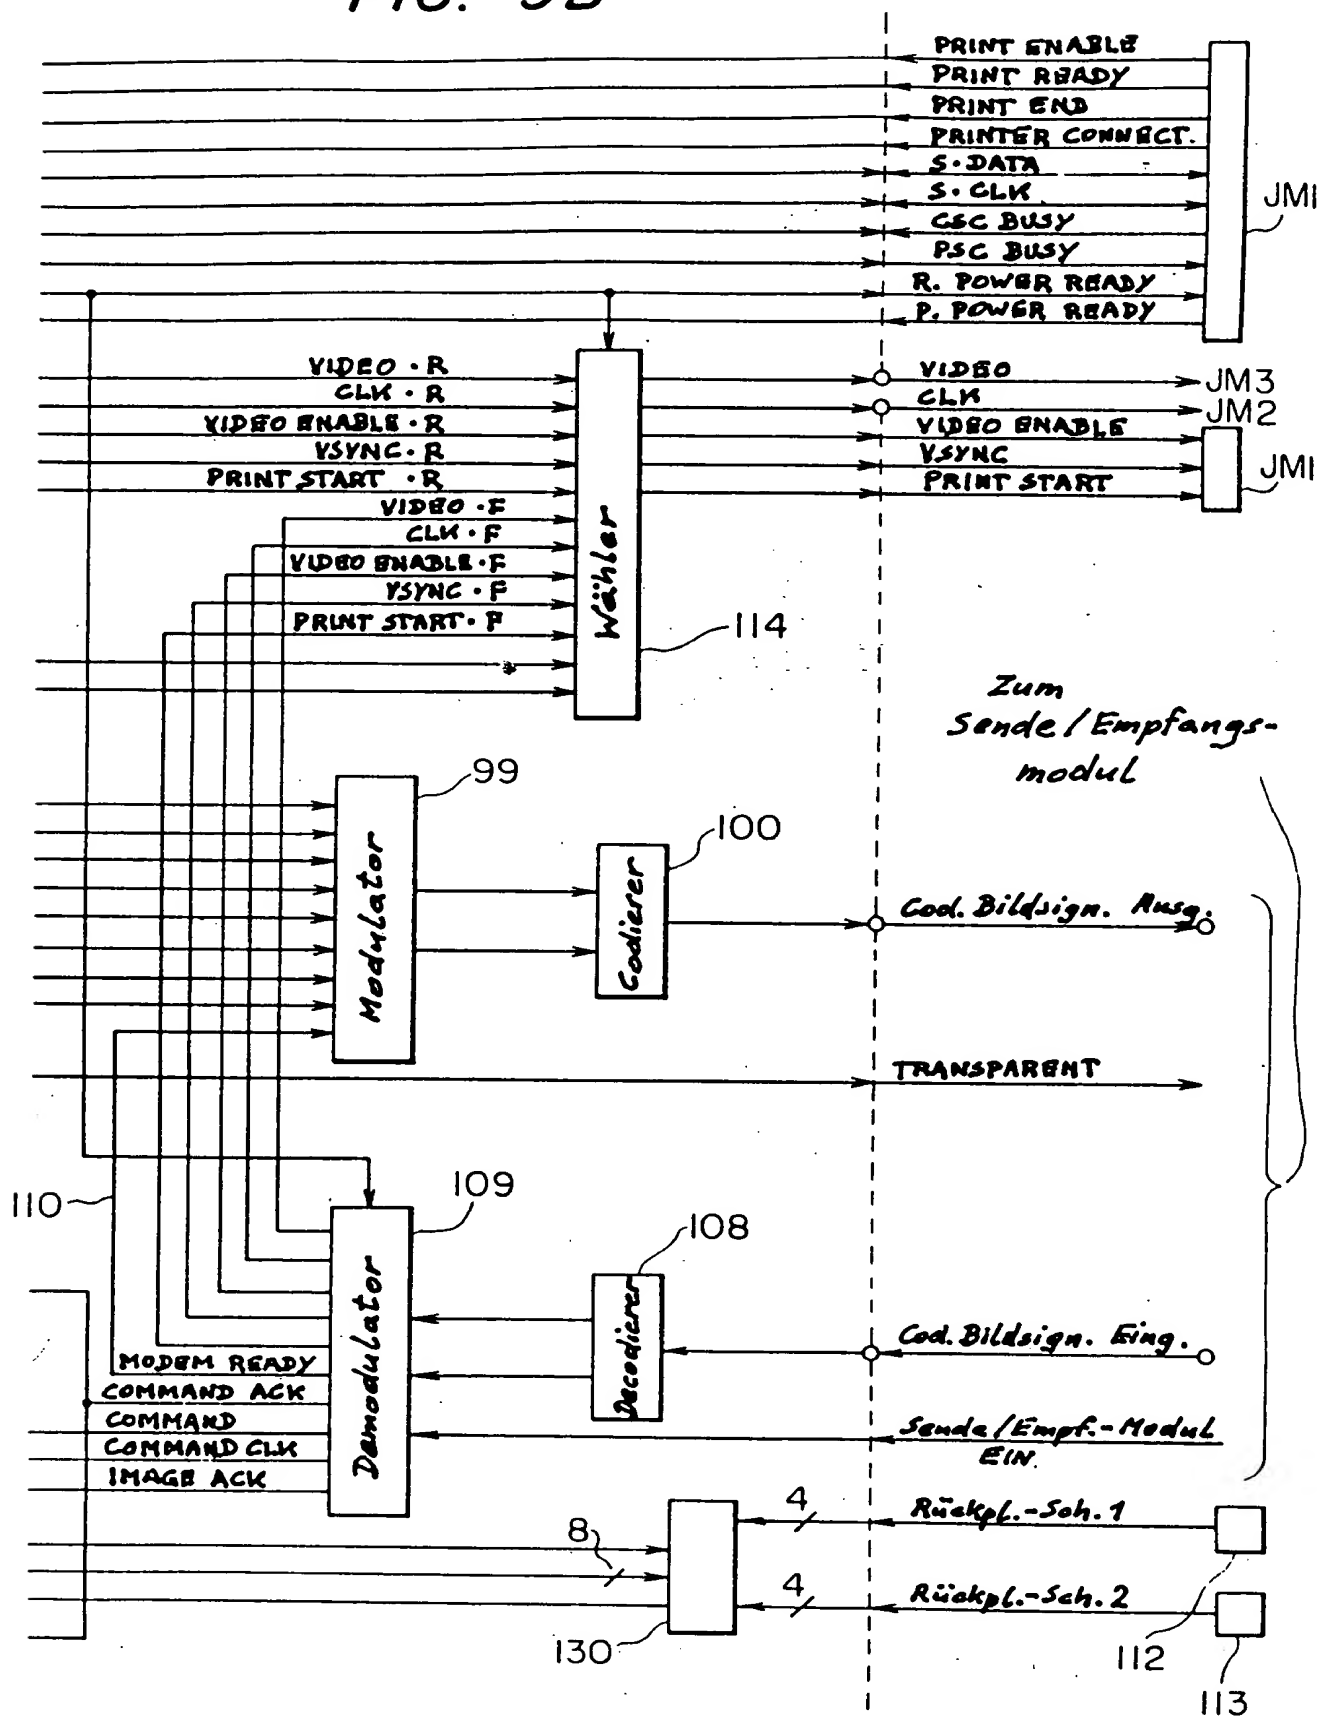 FIG. 9B
PRINT ENABLE
PRINT READY
PRINT END
PRINTER CONNECT.
S·DATA
S·CLK
CSC BUSY
PSC BUSY
R. POWER READY
P. POWER READY
JM1
VIDEO · R
CLK · R
VIDEO ENABLE · R
VSYNC · R
PRINT START · R
VIDEO · F
CLK · F
VIDEO ENABLE · F
VSYNC · F
PRINT START · F
Wähler
114
VIDEO
CLK
VIDEO ENABLE
VSYNC
PRINT START
JM3
JM2
JM1
Zum
Sende/Empfangs-
modul
99
Modulator
100
Codierer
Cod. Bildsign. Ausg.
TRANSPARENT
110
109
Demodulator
108
Decodierer
Cod. Bildsign. Eing.
MODEM READY
COMMAND ACK
COMMAND
COMMAND CLK
IMAGE ACK
Sende/Empf.-Modul
EIN.
8
4
Rückpl.-Sch. 1
4
Rückpl.-Sch. 2
130
112
113